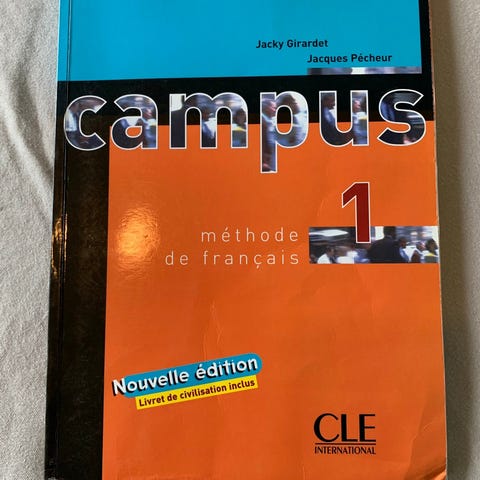 Jacky Girardet
Jacques Pécheur
campus
1
méthode
de français
Nouvelle édition
Livret de civilisation inclus
CLE
INTERNATIONAL